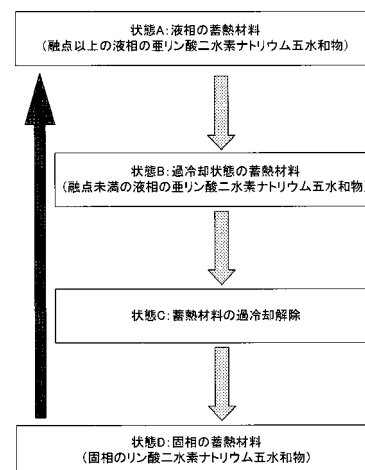 状態A：液相の蓄熱材料
(融点以上の液相の亜リン酸二水素ナトリウム五水和物)
状態B：過冷却状態の蓄熱材料
(融点未満の液相の亜リン酸二水素ナトリウム五水和物)
状態C：蓄熱材料の過冷却解除
状態D：固相の蓄熱材料
(固相のリン酸二水素ナトリウム五水和物)